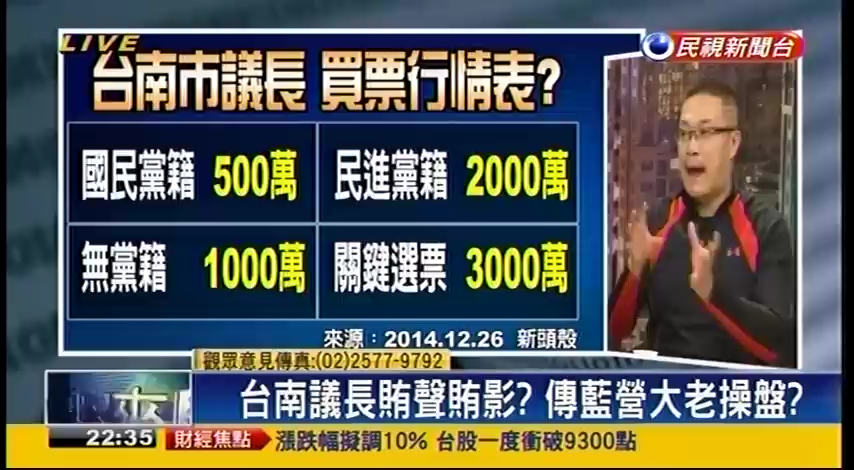 LIVE
民視新聞台
台南市議長 買票行情表?
國民黨籍 500萬
民進黨籍 2000萬
無黨籍 1000萬
關鍵選票 3000萬
來源:2014.12.26 新頭殼
觀眾意見傳真:(02)2577-9792
台南議長賄聲賄影? 傳藍營大老操盤?
22:35 財經焦點 漲跌幅擬調10% 台股一度衝破9300點